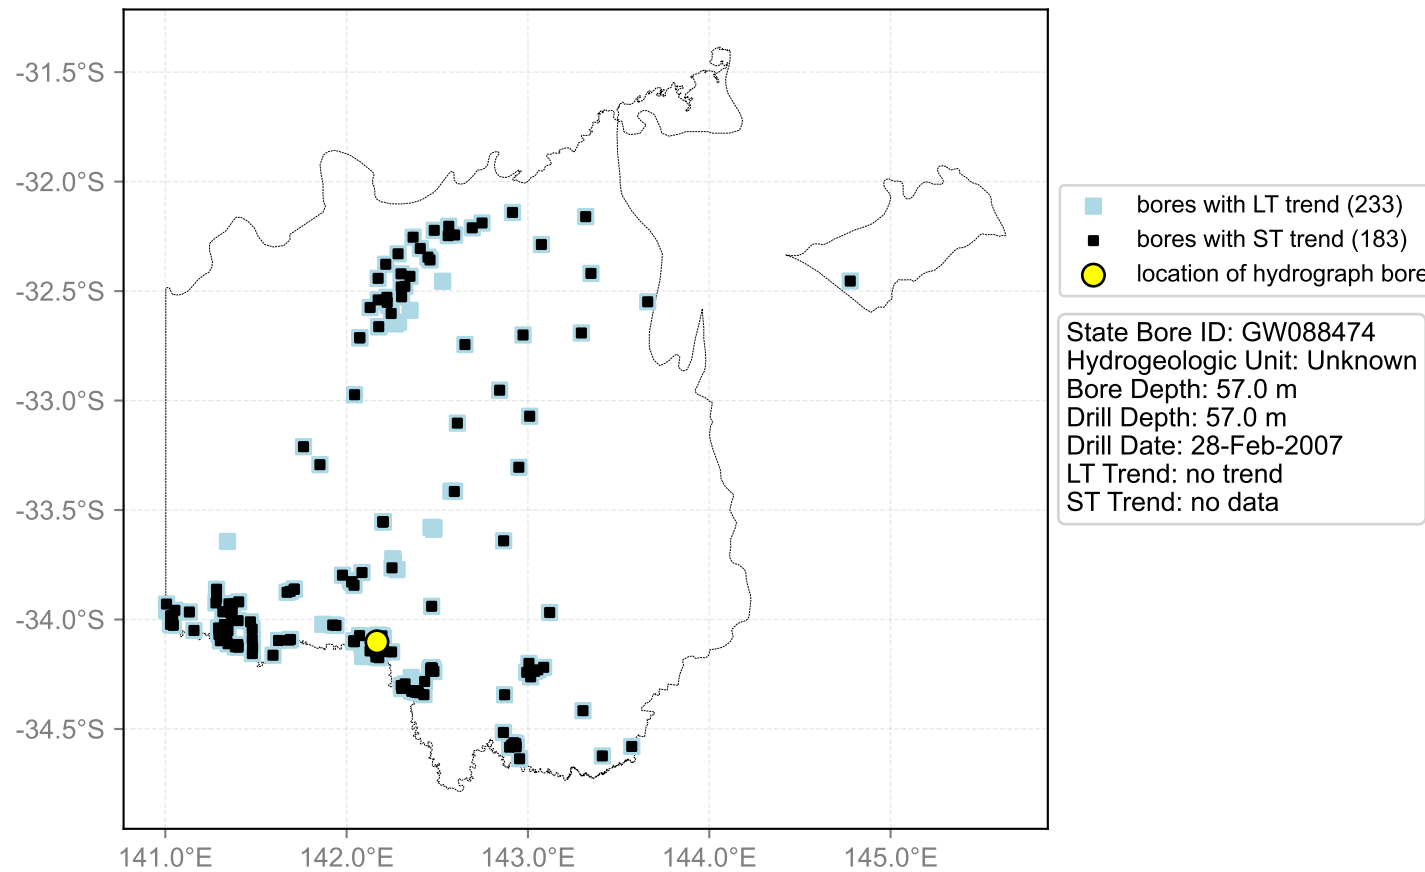 -31.5°S
-32.0°S
-32.5°S
-33.0°S
-33.5°S
-34.0°S
-34.5°S
141.0°E
142.0°E
143.0°E
144.0°E
145.0°E
bores with LT trend (233)
bores with ST trend (183)
location of hydrograph bore
State Bore ID: GW088474
Hydrogeologic Unit: Unknown
Bore Depth: 57.0 m
Drill Depth: 57.0 m
Drill Date: 28-Feb-2007
LT Trend: no trend
ST Trend: no data